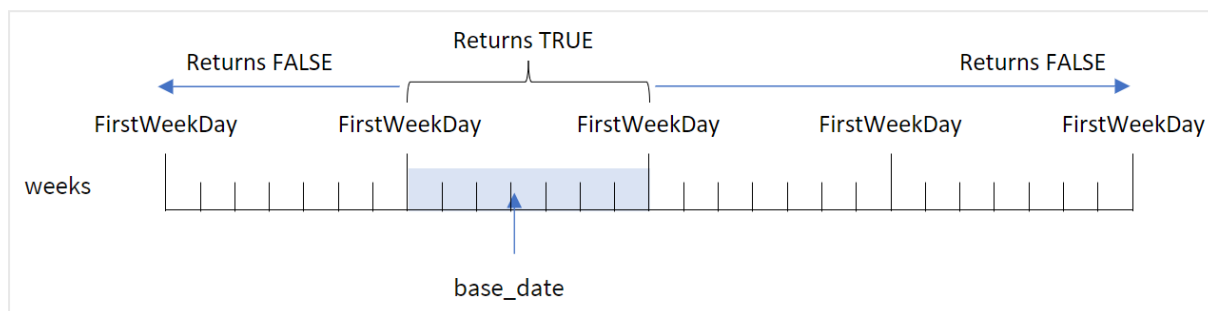 Returns TRUE
Returns FALSE
Returns FALSE
FirstWeekDay FirstWeekDay FirstWeekDay FirstWeekDay FirstWeekDay
weeks
base_date